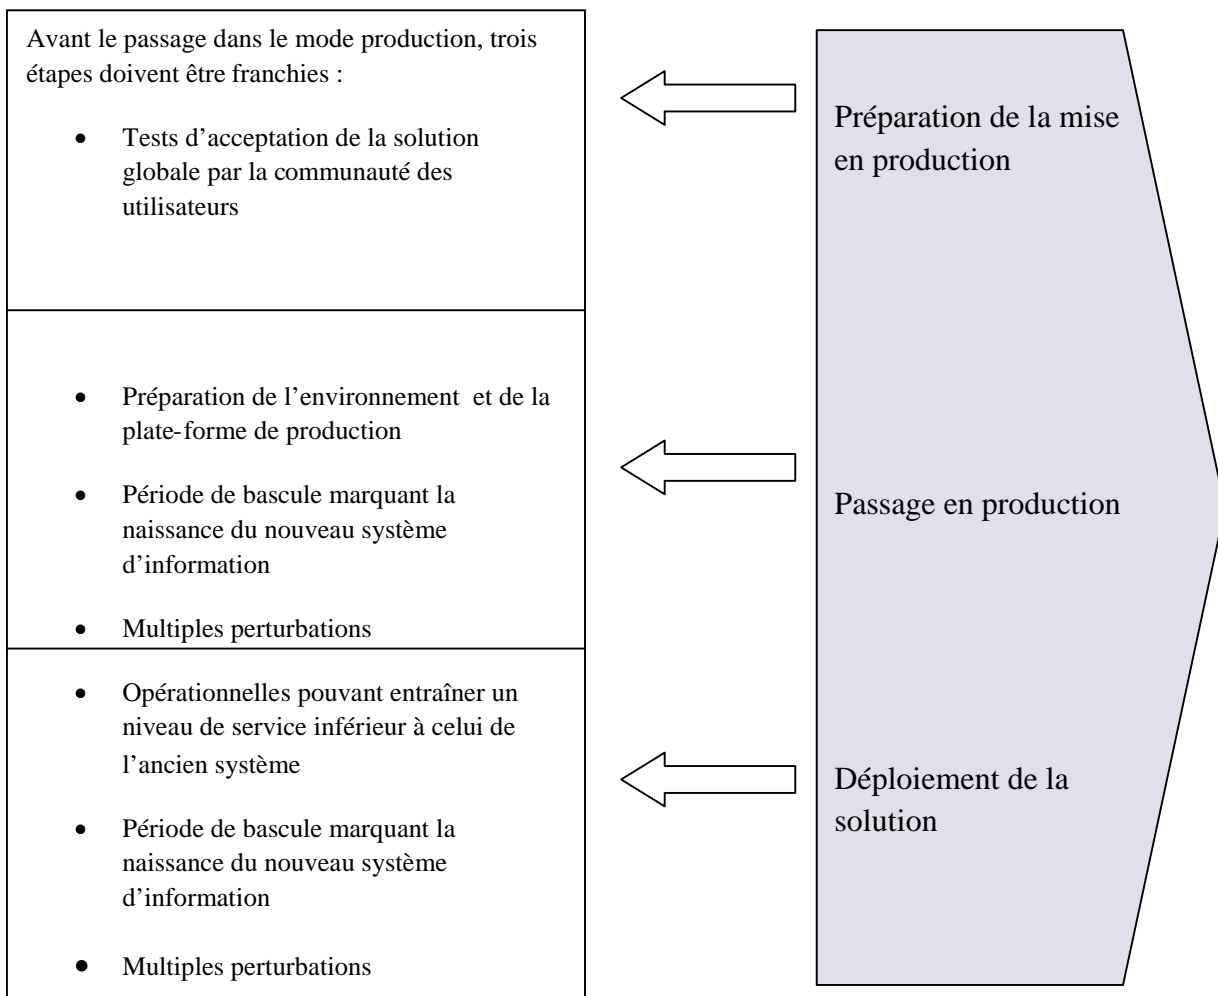 Avant le passage dans le mode production, trois
étapes doivent être franchies :
• Tests d’acceptation de la solution
globale par la communauté des
utilisateurs
Préparation de la mise
en production
• Préparation de l’environnement et de la
plate-forme de production
• Période de bascule marquant la
naissance du nouveau système
d’information
• Multiples perturbations
Passage en production
• Opérationnelles pouvant entraîner un
niveau de service inférieur à celui de
l’ancien système
• Période de bascule marquant la
naissance du nouveau système
d’information
• Multiples perturbations
Déploiement de la
solution